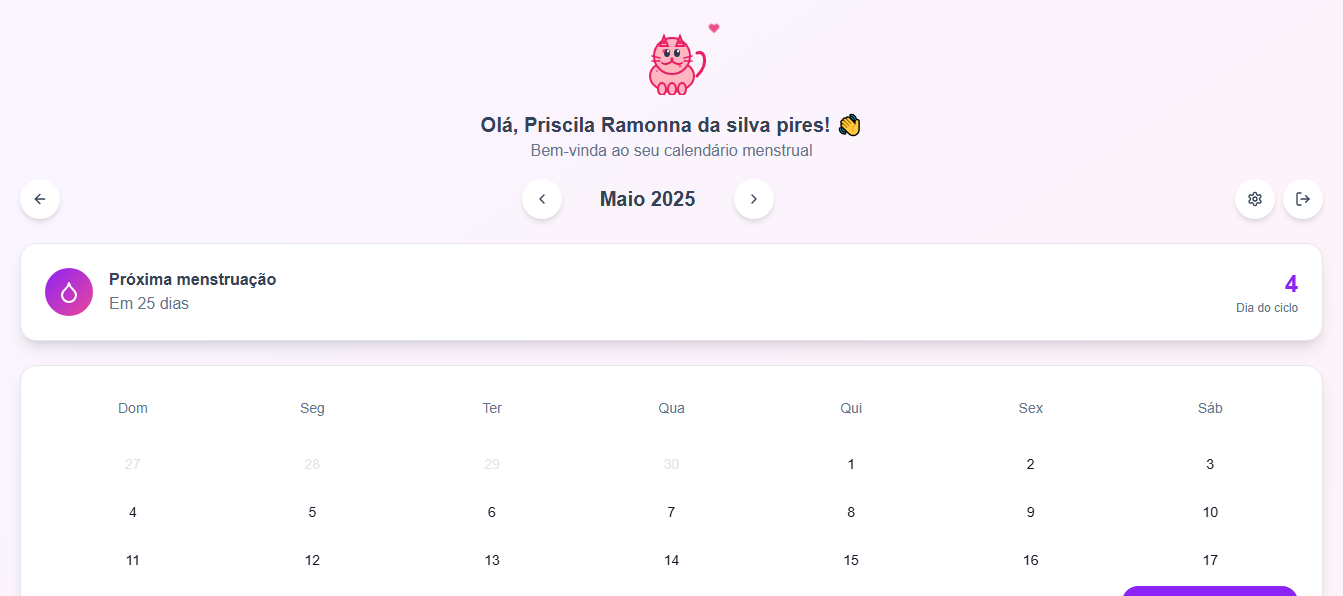 Olá, Priscila Ramonna da silva pires! 👋
Bem-vinda ao seu calendário menstrual
Maio 2025
Próxima menstruação
Em 25 dias
4
Dia do ciclo
Dom Seg Ter Qua Qui Sex Sáb
27 28 29 30 1 2 3
4 5 6 7 8 9 10
11 12 13 14 15 16 17